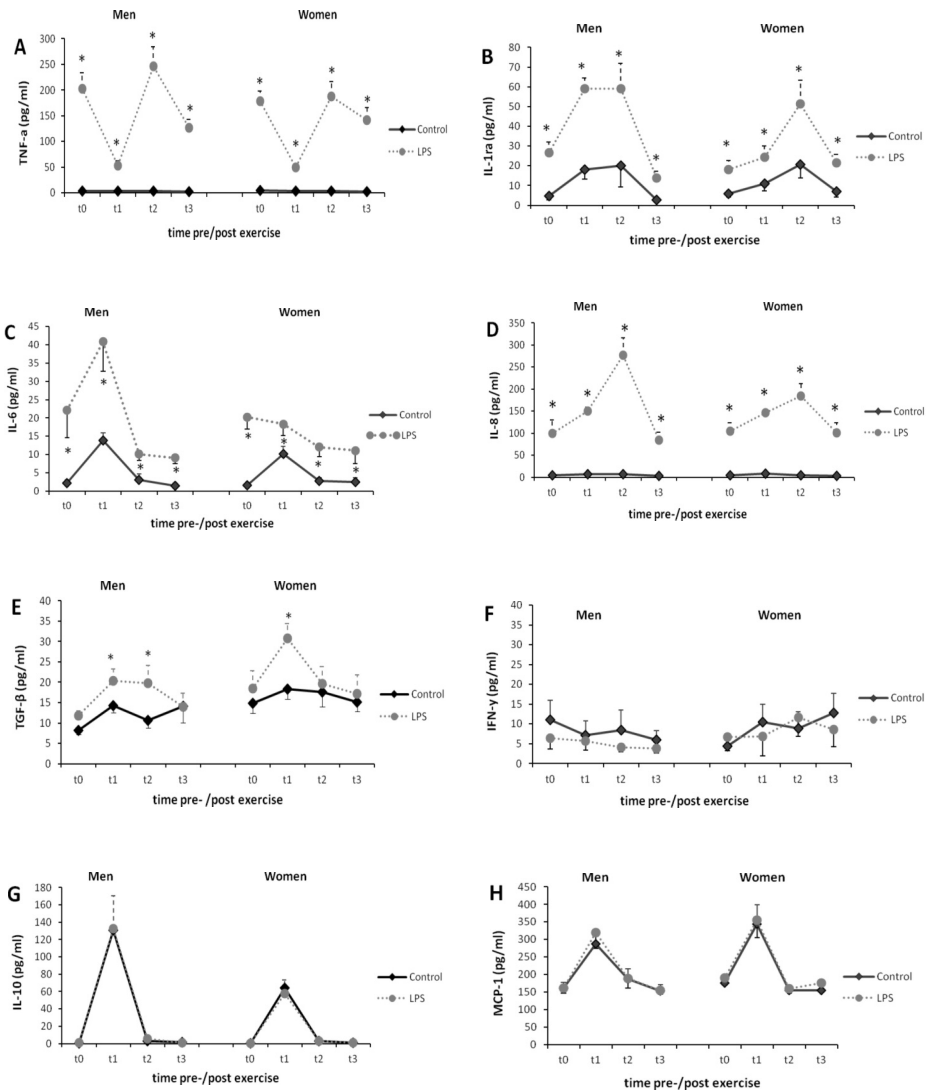 A
Men
Women
TNF-a (pg/ml)
300
250
200
150
100
50
0
* * * * * * * *
t0 t1 t2 t3 t0 t1 t2 t3
time pre/post exercise
Control
LPS
B
Men
Women
IL-1ra (pg/ml)
80
70
60
50
40
30
20
10
0
* * * * * * * *
t0 t1 t2 t3 t0 t1 t2 t3
time pre-/post exercise
Control
LPS
C
Men
Women
IL-6 (pg/ml)
45
40
35
30
25
20
15
10
5
0
* * * * * * * *
t0 t1 t2 t3 t0 t1 t2 t3
time pre-/post exercise
Control
LPS
D
Men
Women
IL-8 (pg/ml)
350
300
250
200
150
100
50
0
* * * * * * * *
t0 t1 t2 t3 t0 t1 t2 t3
time pre-/post exercise
Control
LPS
E
Men
Women
TGF-β (pg/ml)
40
35
30
25
20
15
10
5
0
* * *
t0 t1 t2 t3 t0 t1 t2 t3
time pre-/post exercise
Control
LPS
F
Men
Women
IFN-y (pg/ml)
40
35
30
25
20
15
10
5
0
t0 t1 t2 t3 t0 t1 t2 t3
time pre-/post exercise
Control
LPS
G
Men
Women
IL-10 (pg/ml)
180
160
140
120
100
80
60
40
20
0
t0 t1 t2 t3 t0 t1 t2 t3
time pre-/post exercise
Control
LPS
H
Men
Women
MCP-1 (pg/ml)
450
400
350
300
250
200
150
100
50
0
t0 t1 t2 t3 t0 t1 t2 t3
time pre-/post exercise
Control
LPS